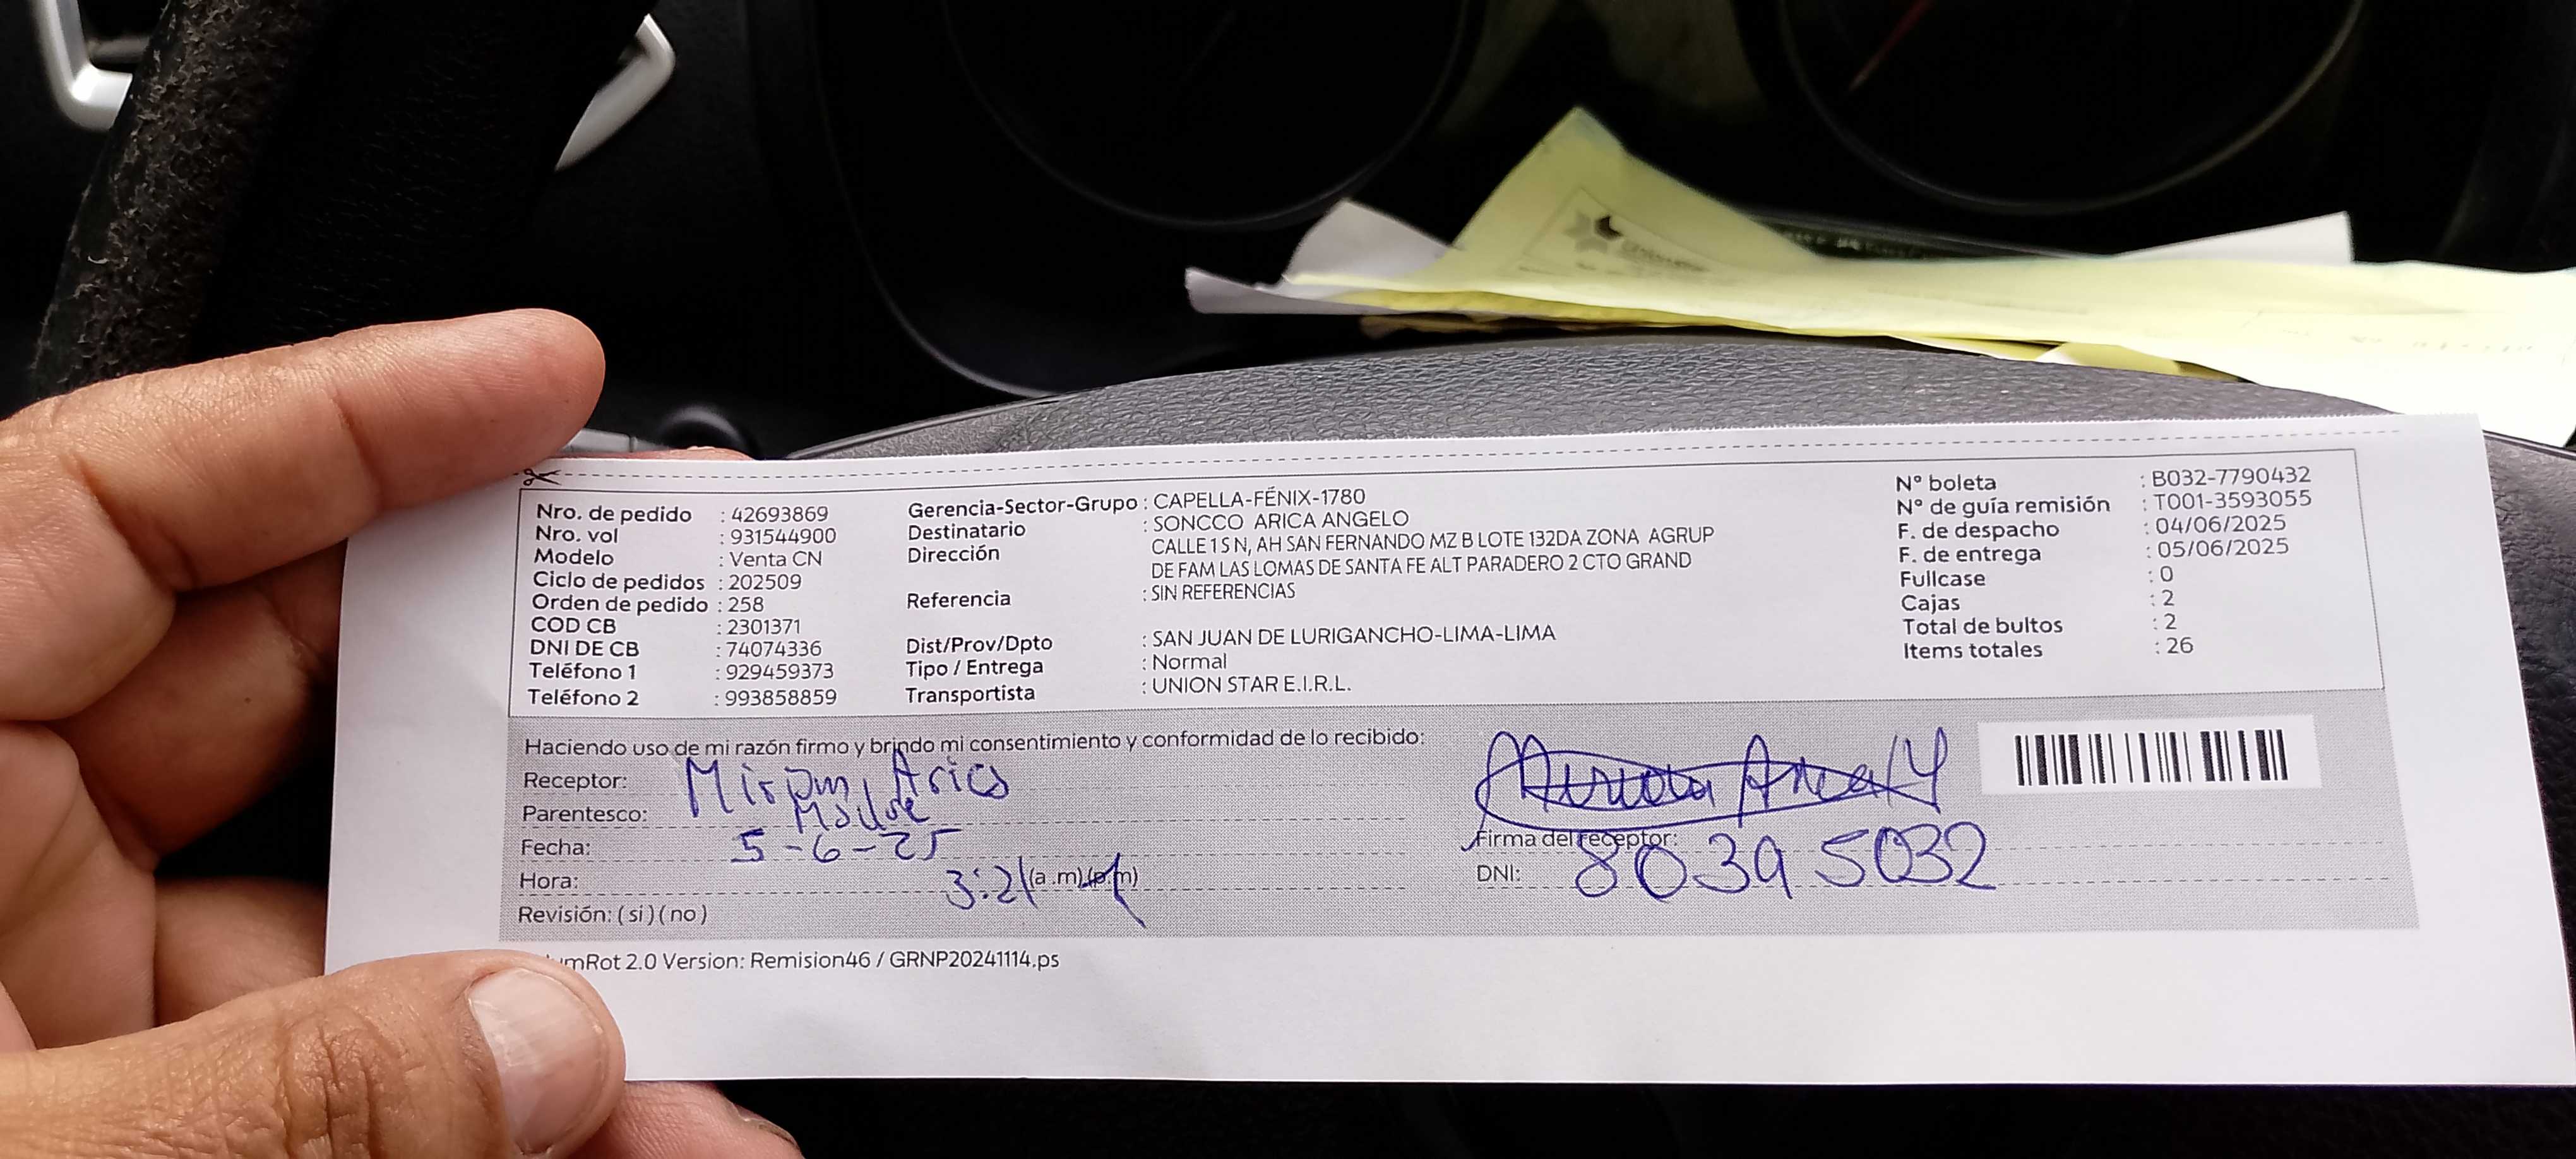 Nro. de pedido : 42693869
Nro. vol : 931544900
Modelo : Venta CN
Ciclo de pedidos : 202509
Orden de pedido : 258
COD CB : 2301371
DNI DE CB : 74074336
Teléfono 1 : 929459373
Teléfono 2 : 993858859
Gerencia-Sector-Grupo : CAPELLA-FÉNIX-1780
Destinatario : SONCCO ARICA ANGELO
Dirección CALLE 1 S N, AH SAN FERNANDO MZ B LOTE 132DA ZONA AGRUP
DE FAM LAS LOMAS DE SANTA FE ALT PARADERO 2 CTO GRAND
Referencia : SIN REFERENCIAS
Dist/Prov/Dpto : SAN JUAN DE LURIGANCHO-LIMA-LIMA
Tipo / Entrega : Normal
Transportista : UNION STAR E.I.R.L.
N° boleta : B032-7790432
N° de guía remisión : T001-3593055
F. de despacho : 04/06/2025
F. de entrega : 05/06/2025
Fullcase : 0
Cajas : 2
Total de bultos : 2
Items totales : 26
Haciendo uso de mi razón firmo y brindo mi consentimiento y conformidad de lo recibido:
Receptor: Miriam Arica
Parentesco: Madre
Fecha: 5-6-25
Hora: 3:21 (a.m) (p.m)
Revisión: ( si ) ( no )
Firma del receptor:
DNI: 80395032
mRot 2.0 Version: Remision46 / GRNP20241114.ps